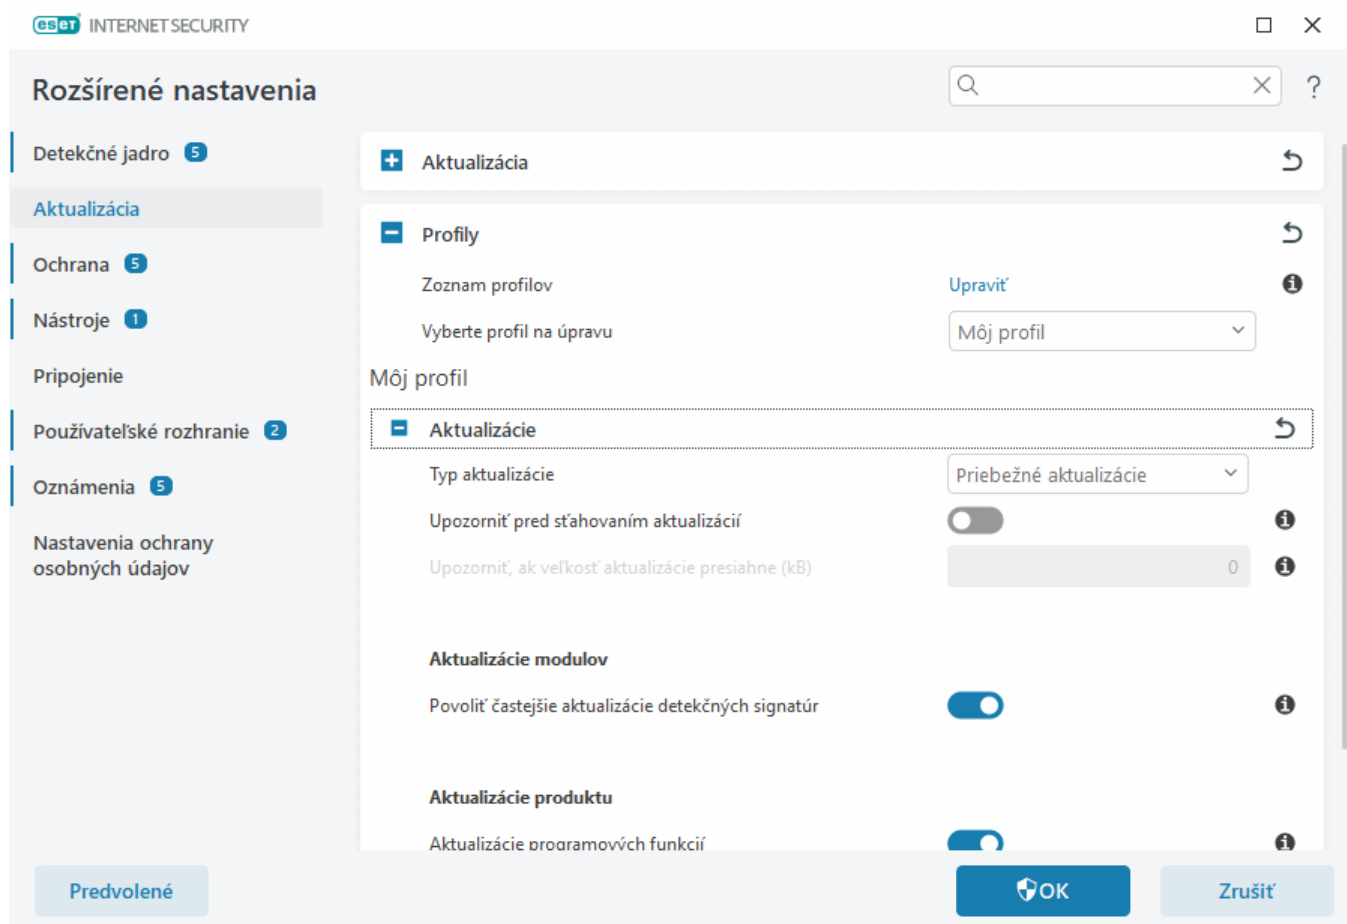 eset INTERNET SECURITY
Rozšírené nastavenia
?
Detekčné jadro 5
Aktualizácia
Ochrana 5
Nástroje 1
Pripojenie
Používateľské rozhranie 2
Oznámenia 5
Nastavenia ochrany
osobných údajov
Aktualizácia
Profily
Zoznam profilov Upraviť
Vyberte profil na úpravu Môj profil
Môj profil
Aktualizácie
Typ aktualizácie Priebežné aktualizácie
Upozorniť pred sťahovaním aktualizácií
Upozorniť, ak veľkosť aktualizácie presiahne (kB) 0
Aktualizácie modulov
Povoliť častejšie aktualizácie detekčných signatúr
Aktualizácie produktu
Aktualizácie programových funkcií
Predvolené OK Zrušiť